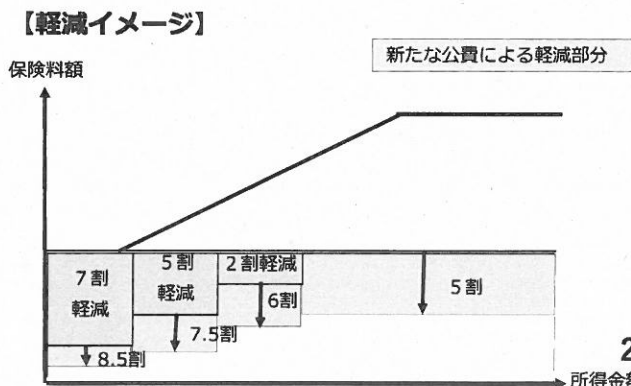 【軽減イメージ】
新たな公費による軽減部分
保険料額
7割
軽減
5割
軽減
2割軽減
6割
5割
7.5割
8.5割
2
所得金